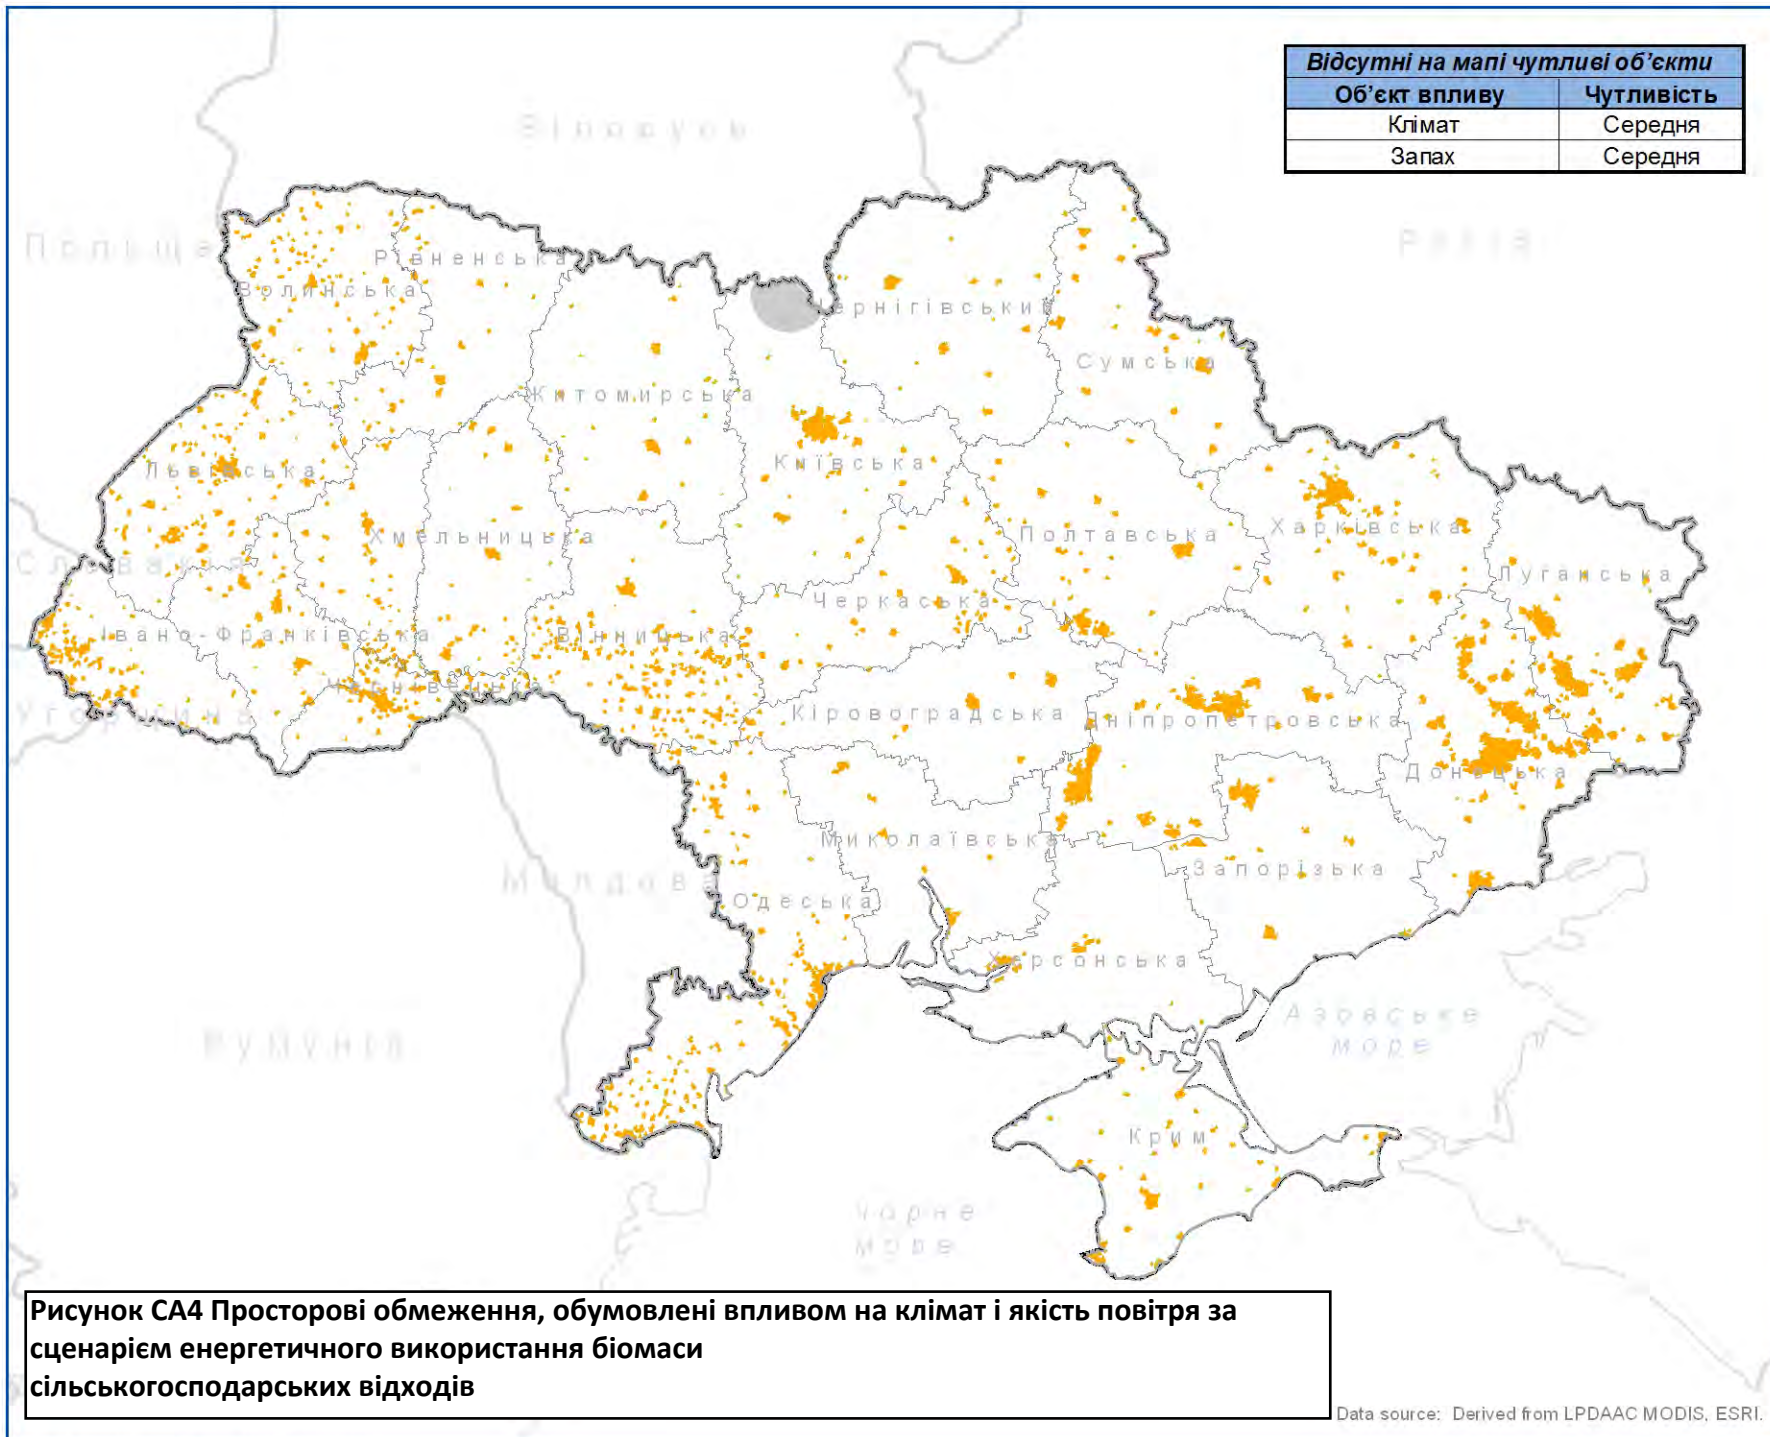 Відсутні на мапі чутливі об'єкти
Об'єкт впливу Чутливість
Клімат Середня
Запах Середня
Білорусь
Польща
Росія
Рівненська
Волинська
Чернігівський
Сумська
Житомирська
Київська
Львівська
Хмельницька
Полтавська
Харківська
Словакія
Луганська
Черкаська
Івано-Франківська
Вінницька
Чернівецька
Угорщина
Кіровоградська
Дніпропетровська
Донецька
Миколаївська
Запорізька
Молдова
Одеська
Херсонська
Румунія
Азовське
море
Крим
Чорне
море
Рисунок СА4 Просторові обмеження, обумовлені впливом на клімат і якість повітря за
сценарієм енергетичного використання біомаси
сільськогосподарських відходів
Data source: Derived from LPDAAC MODIS, ESRI.